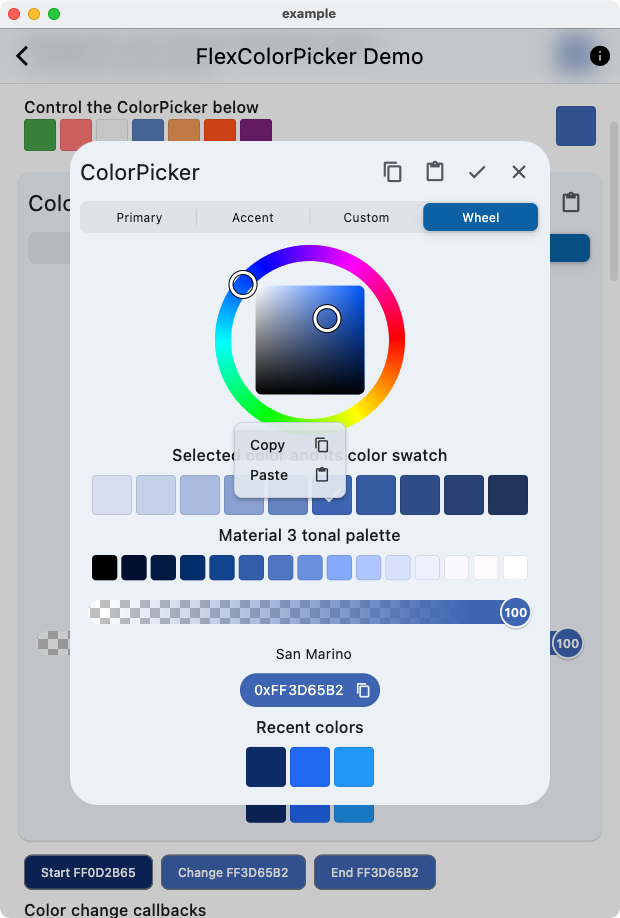 example
FlexColorPicker Demo
Control the ColorPicker below
Colo
ColorPicker
Primary Accent Custom Wheel
Selected color and its color swatch
Copy
Paste
Material 3 tonal palette
100
100
San Marino
0xFF3D65B2
Recent colors
Start FF0D2B65 Change FF3D65B2 End FF3D65B2
Color change callbacks